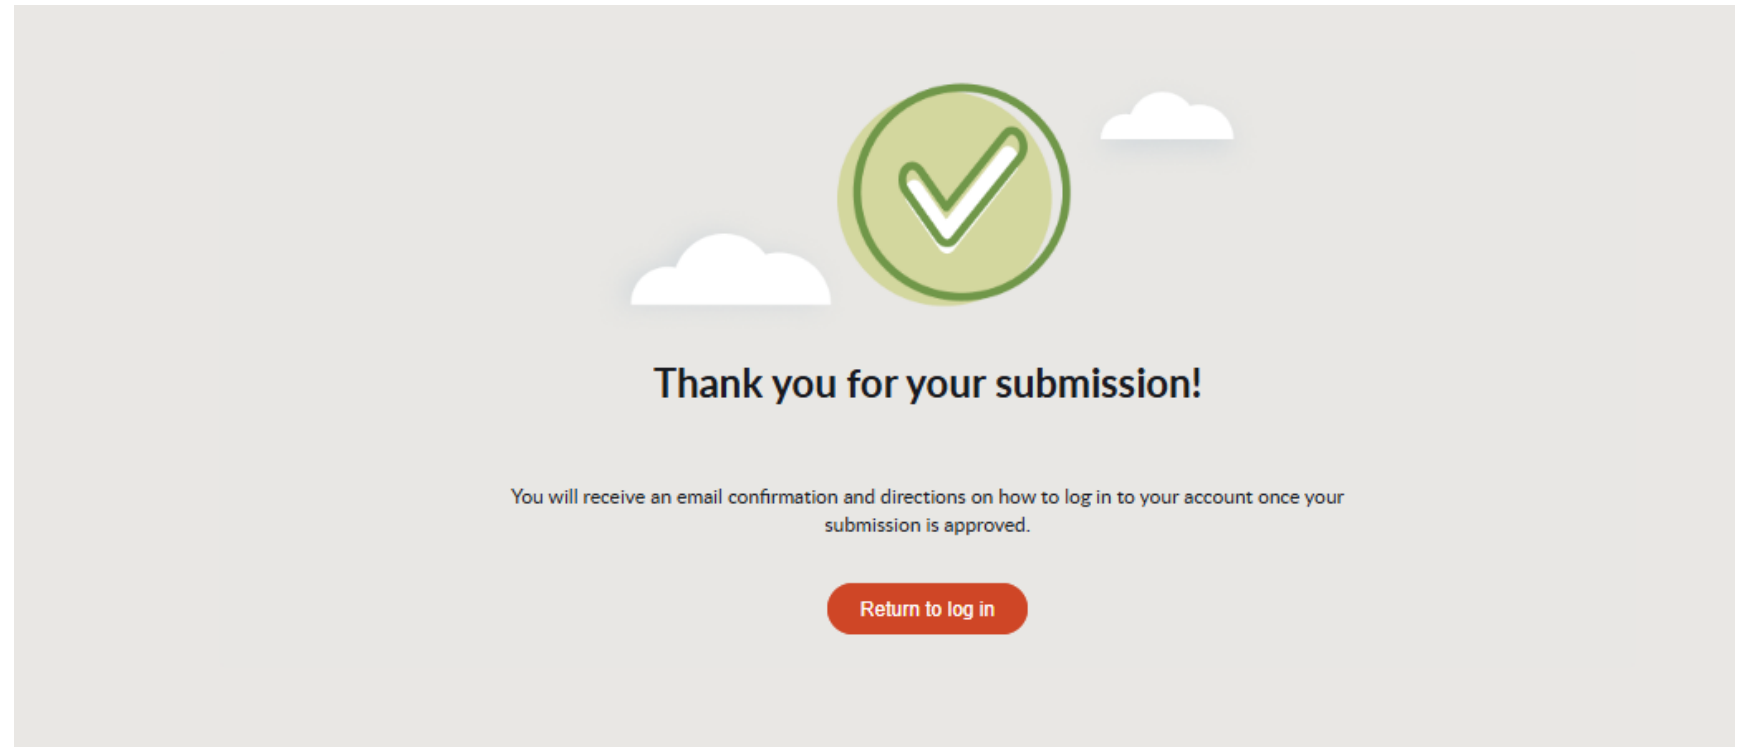 Thank you for your submission!
You will receive an email confirmation and directions on how to log in to your account once your
submission is approved.
Return to log in